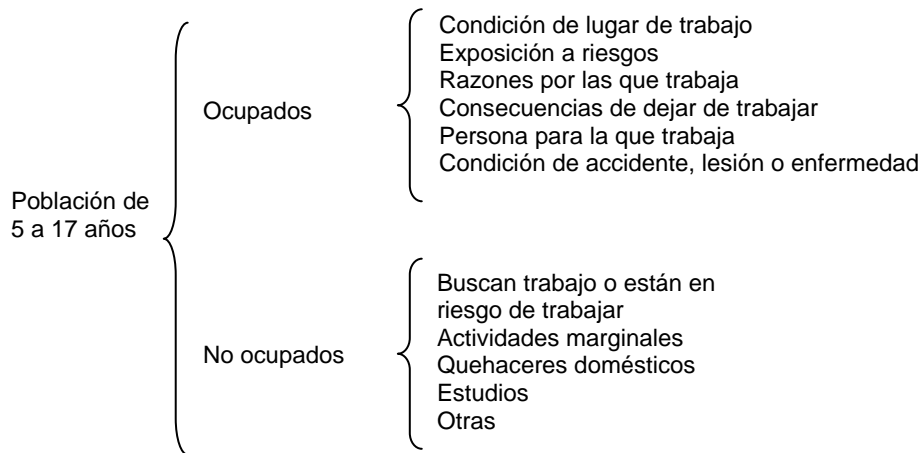 Población de
5 a 17 años
Ocupados
Condición de lugar de trabajo
Exposición a riesgos
Razones por las que trabaja
Consecuencias de dejar de trabajar
Persona para la que trabaja
Condición de accidente, lesión o enfermedad
No ocupados
Buscan trabajo o están en
riesgo de trabajar
Actividades marginales
Quehaceres domésticos
Estudios
Otras